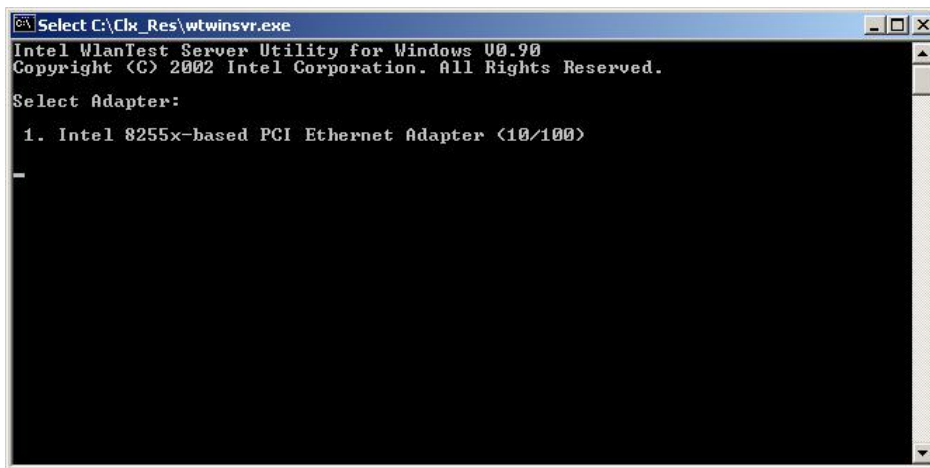 Select C:\Clx_Res\wtwinsvr.exe
Intel WlanTest Server Utility for Windows V0.90
Copyright (C) 2002 Intel Corporation. All Rights Reserved.
Select Adapter:
1. Intel 8255x-based PCI Ethernet Adapter (10/100)